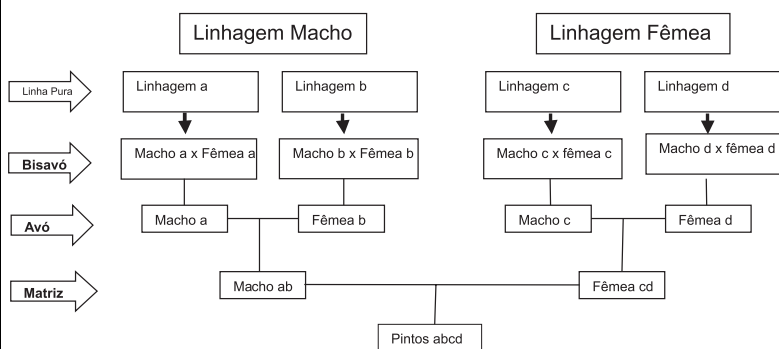 Linhagem Macho
Linhagem Fêmea
Linha Pura
Linhagem a
Linhagem b
Linhagem c
Linhagem d
Bisavó
Macho a x Fêmea a
Macho b x Fêmea b
Macho c x fêmea c
Macho d x fêmea d
Avó
Macho a
Fêmea b
Macho c
Fêmea d
Matriz
Macho ab
Fêmea cd
Pintos abcd